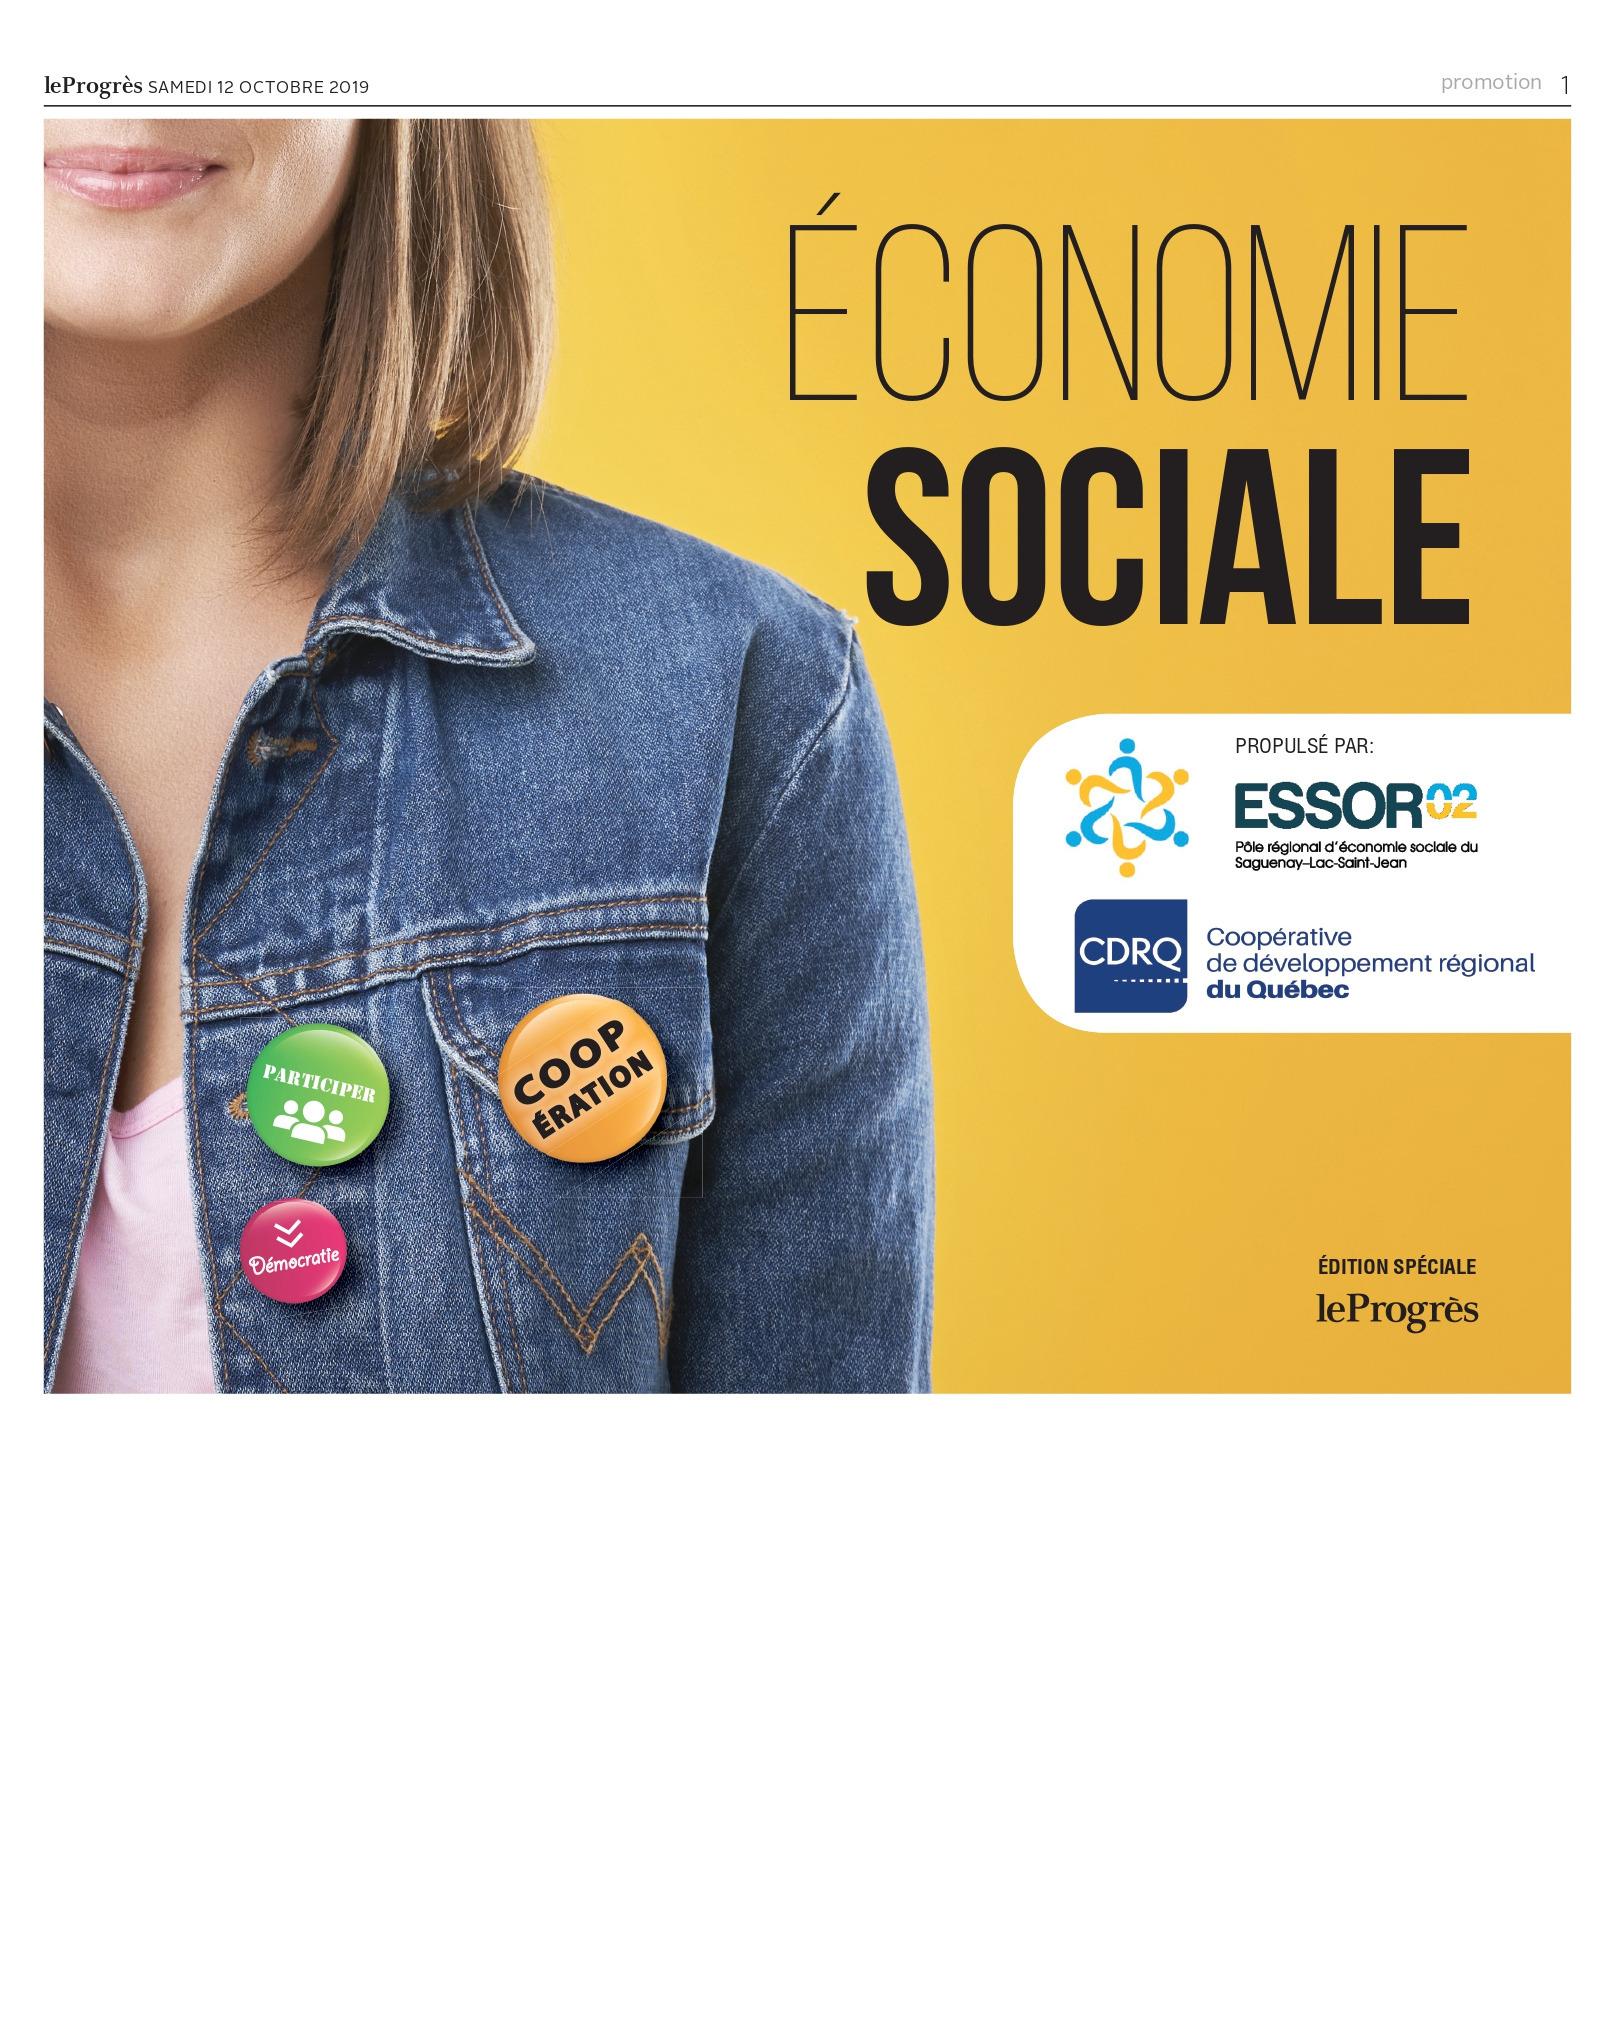 leProgrès SAMEDI 12 OCTOBRE 2019
promotion 1
ÉCONOMIE
SOCIALE
PROPULSÉ PAR:
ESSOR02
Pôle régional d'économie sociale du
Saguenay–Lac-Saint-Jean
CDRQ
Coopérative
de développement régional
du Québec
PARTICIPER
COOP
ÉRATION
Démocratie
ÉDITION SPÉCIALE
leProgrès